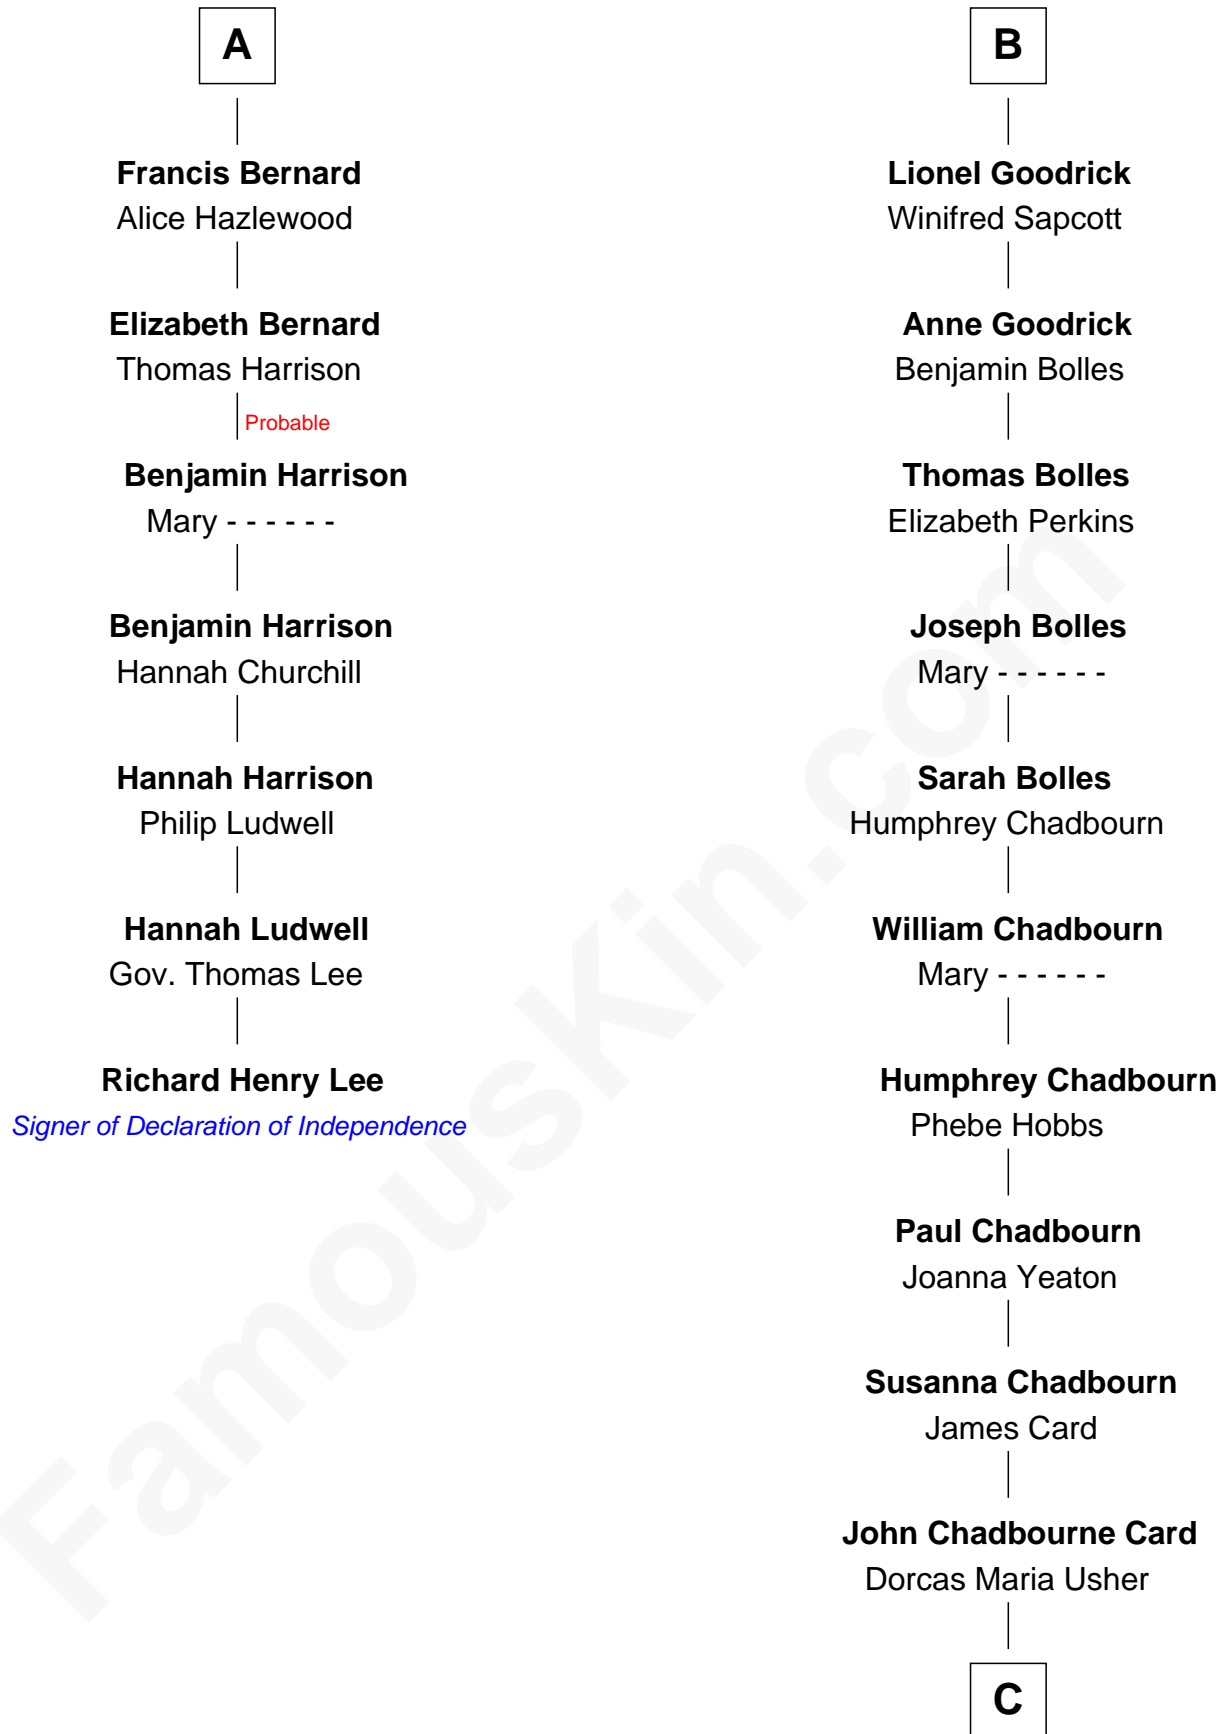 A
Francis Bernard
Alice Hazlewood
Elizabeth Bernard
Thomas Harrison
Probable
Benjamin Harrison
Mary - - - - - -
Benjamin Harrison
Hannah Churchill
Hannah Harrison
Philip Ludwell
Hannah Ludwell
Gov. Thomas Lee
Richard Henry Lee
Signer of Declaration of Independence
B
Lionel Goodrick
Winifred Sapcott
Anne Goodrick
Benjamin Bolles
Thomas Bolles
Elizabeth Perkins
Joseph Bolles
Mary - - - - - -
Sarah Bolles
Humphrey Chadbourn
William Chadbourn
Mary - - - - - -
Humphrey Chadbourn
Phebe Hobbs
Paul Chadbourn
Joanna Yeaton
Susanna Chadbourn
James Card
John Chadbourne Card
Dorcas Maria Usher
C
FamousKin.com